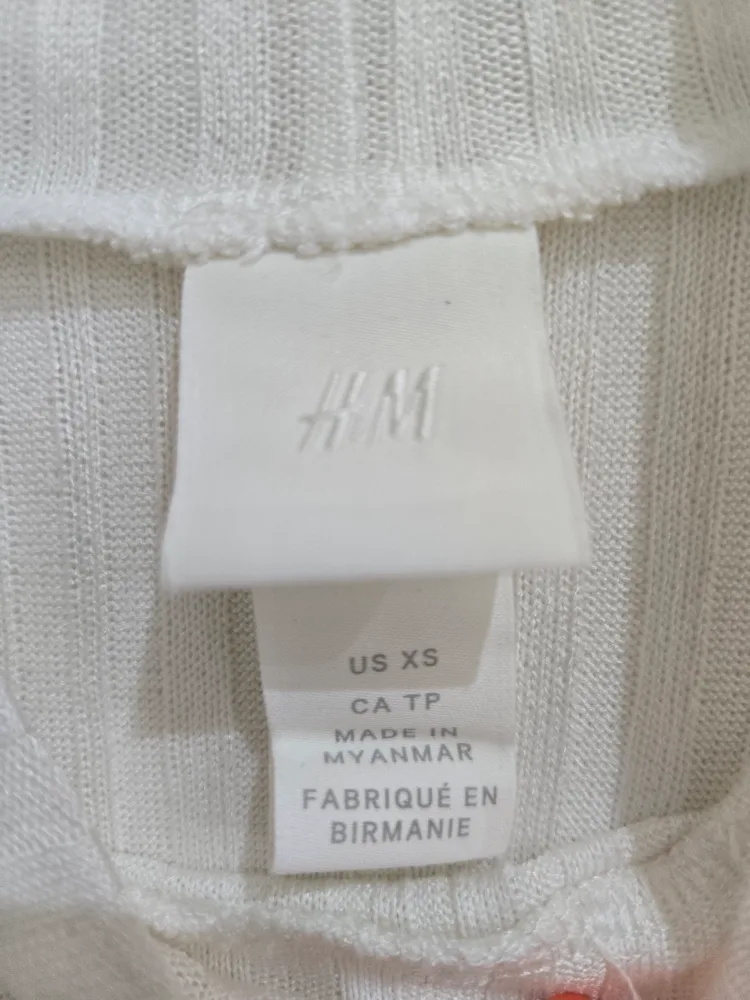 H&M
US XS
CA TP
MADE IN
MYANMAR
FABRIQUÉ EN
BIRMANIE